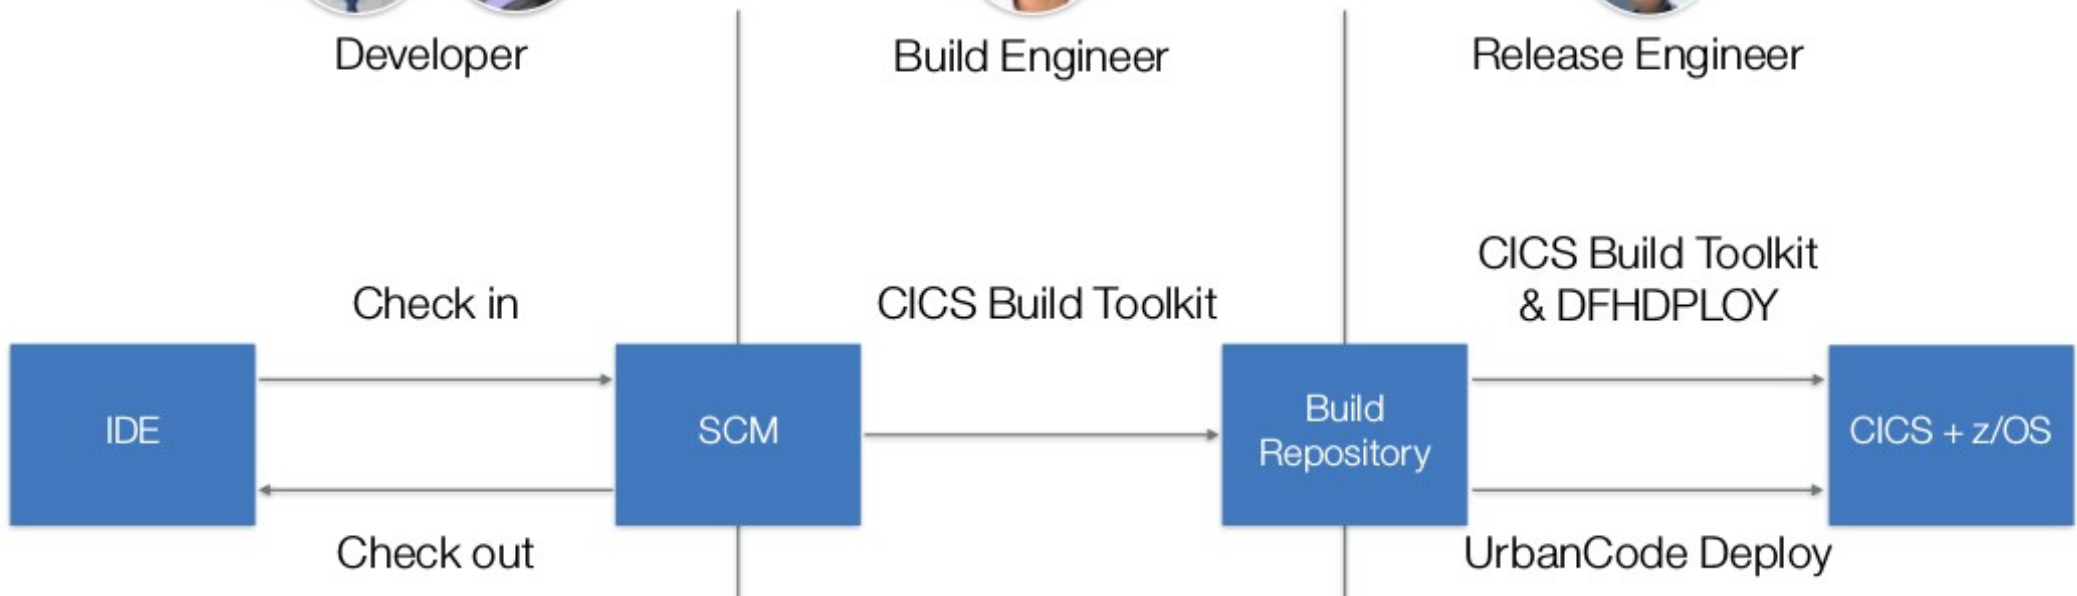 Developer
Build Engineer
Release Engineer
CICS Build Toolkit
& DFHDPLOY
Check in
CICS Build Toolkit
IDE
SCM
Build
Repository
CICS + z/OS
Check out
UrbanCode Deploy